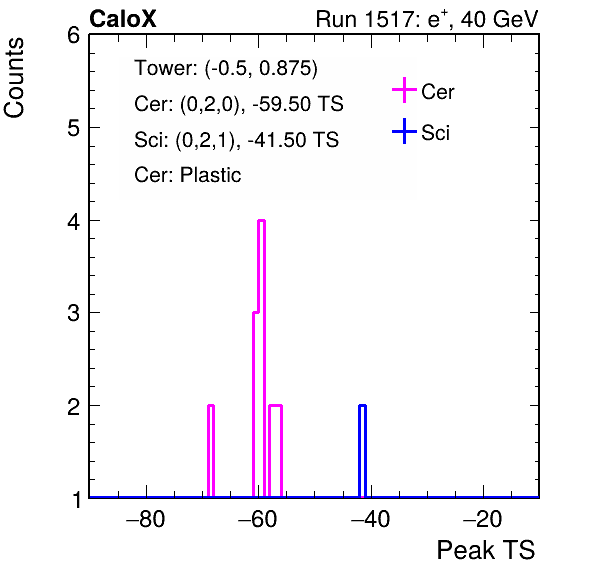 CaloX Run 1517: e⁺, 40 GeV
Counts
6
Tower: (-0.5, 0.875)
Cer: (0,2,0), -59.50 TS
Sci: (0,2,1), -41.50 TS
Cer: Plastic
Cer
Sci
5
4
3
2
1
−80 −60 −40 −20
Peak TS